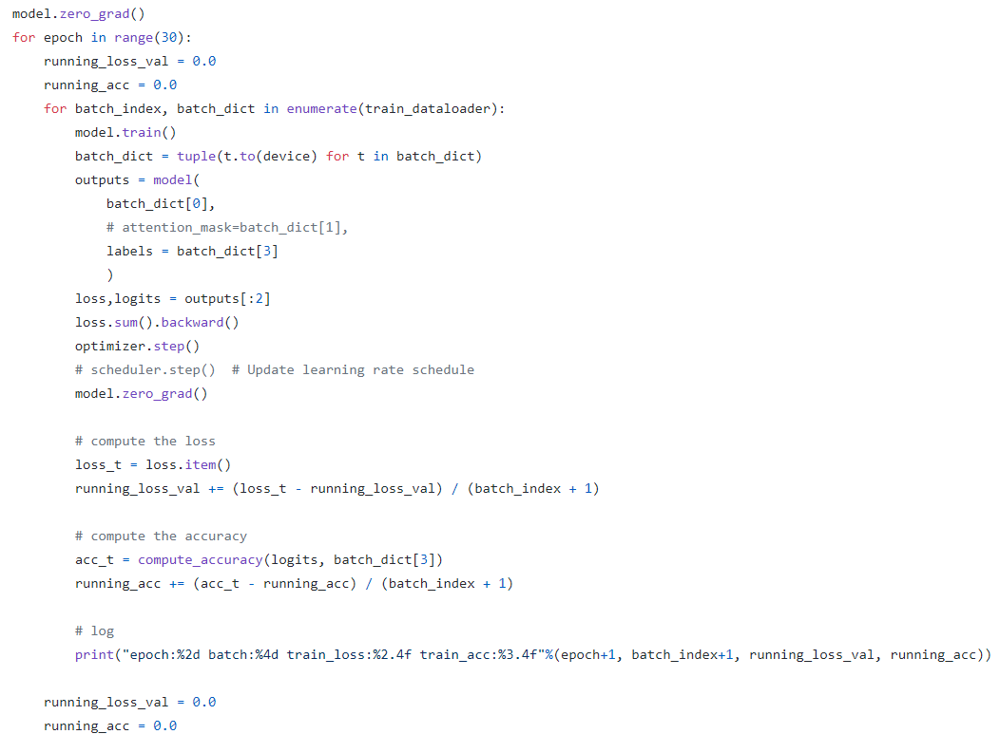 model.zero_grad()
for epoch in range(30):
    running_loss_val = 0.0
    running_acc = 0.0
    for batch_index, batch_dict in enumerate(train_dataloader):
        model.train()
        batch_dict = tuple(t.to(device) for t in batch_dict)
        outputs = model(
            batch_dict[0],
            # attention_mask=batch_dict[1],
            labels = batch_dict[3]
            )
        loss,logits = outputs[:2]
        loss.sum().backward()
        optimizer.step()
        # scheduler.step()  # Update learning rate schedule
        model.zero_grad()

        # compute the loss
        loss_t = loss.item()
        running_loss_val += (loss_t - running_loss_val) / (batch_index + 1)

        # compute the accuracy
        acc_t = compute_accuracy(logits, batch_dict[3])
        running_acc += (acc_t - running_acc) / (batch_index + 1)

        # log
        print("epoch:%2d batch:%4d train_loss:%2.4f train_acc:%3.4f"%(epoch+1, batch_index+1, running_loss_val, running_acc))

    running_loss_val = 0.0
    running_acc = 0.0